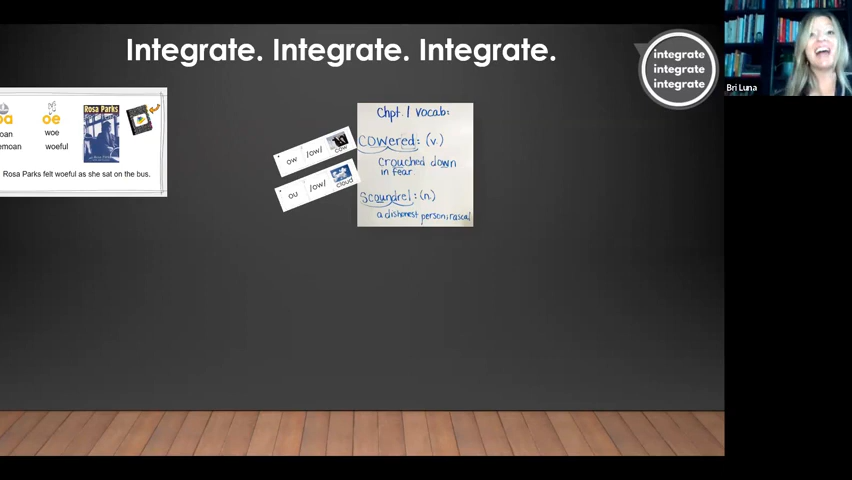 Integrate. Integrate. Integrate.
integrate
integrate
integrate
Bri Luna
oa
oe
oan
woe
emoan
woeful
Rosa Parks
Rosa Parks felt woeful as she sat on the bus.
ow /ow/ cow
ou /ow/ cloud
Chpt. 1 Vocab:
cowered: (v.)
Crouched down
in fear.
Scoundrel: (n.)
a dishonest person; rascal